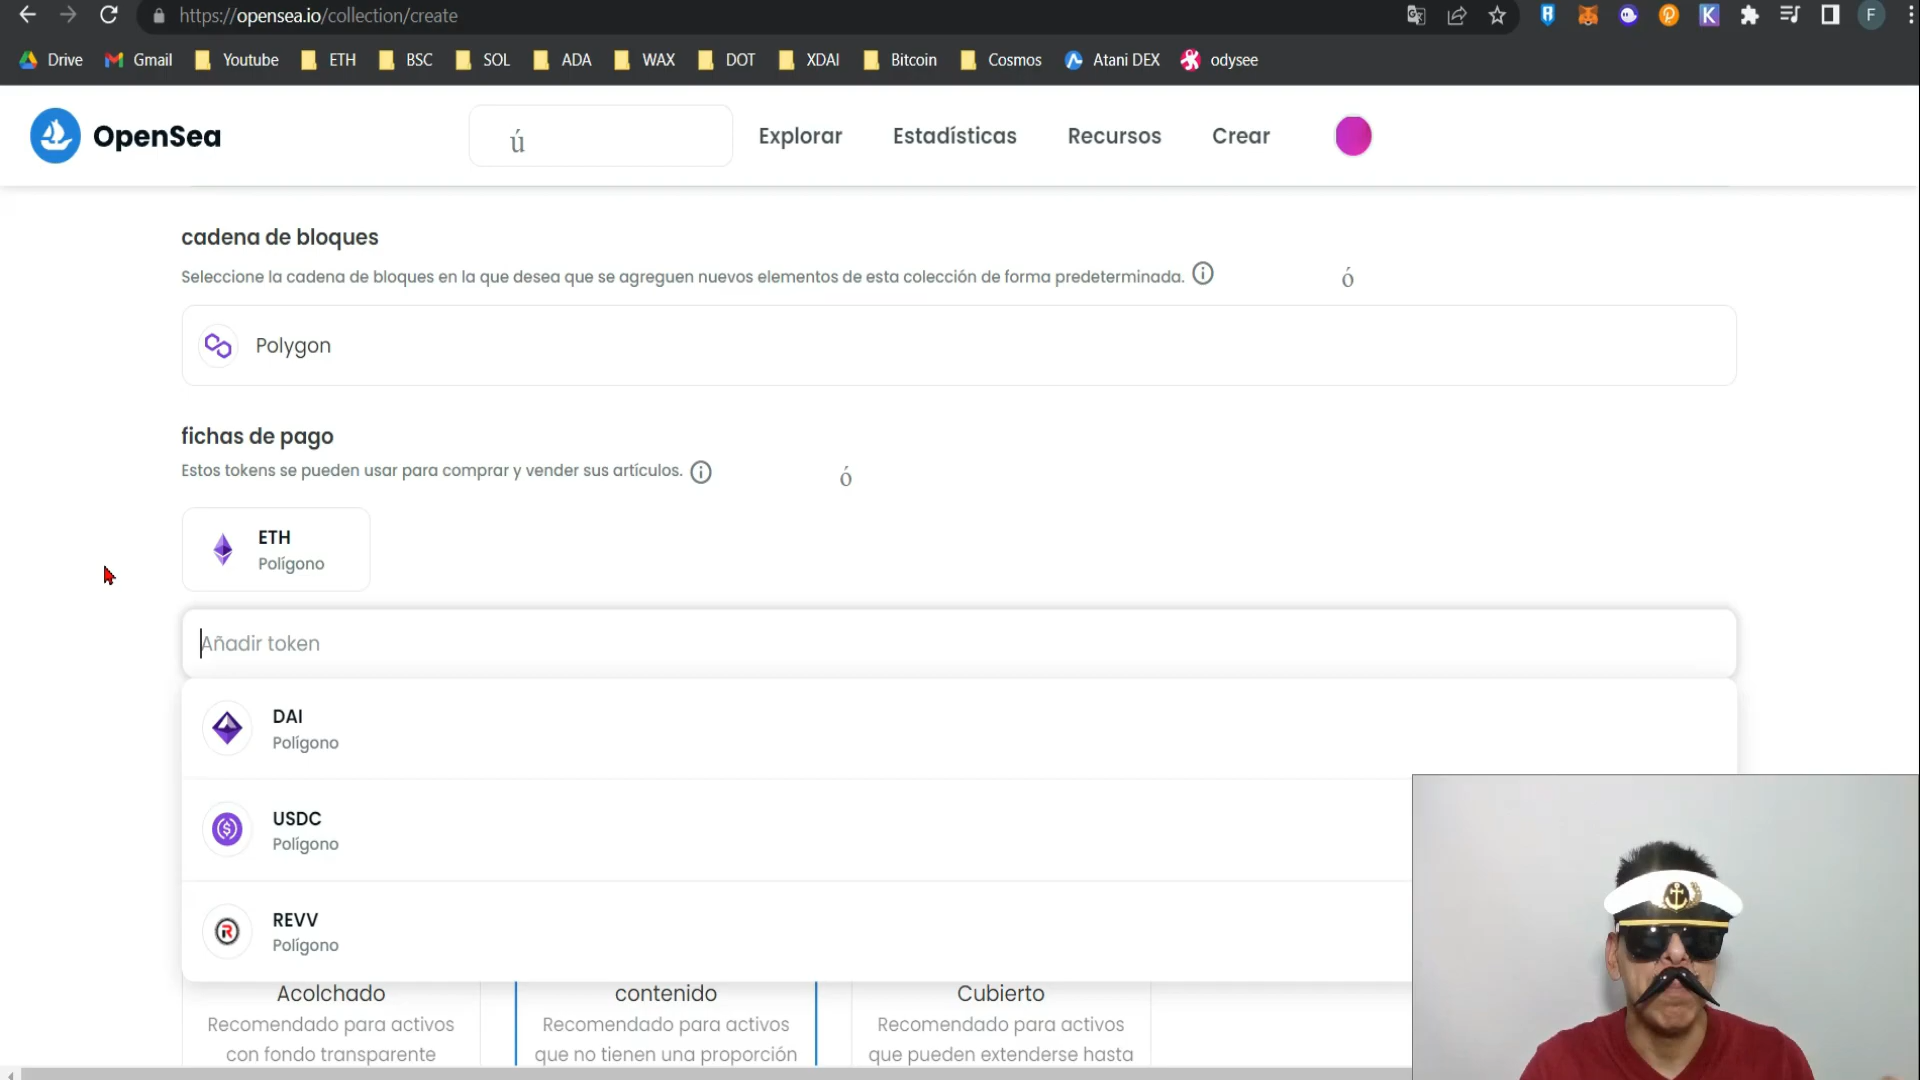 https://opensea.io/collection/create
F
Drive
Gmail
Youtube
ETH
BSC
SOL
ADA
WAX
DOT
XDAI
Bitcoin
Cosmos
Atani DEX
odysee
OpenSea
ú
Explorar
Estadísticas
Recursos
Crear
cadena de bloques
Seleccione la cadena de bloques en la que desea que se agreguen nuevos elementos de esta colección de forma predeterminada.
ó
Polygon
fichas de pago
Estos tokens se pueden usar para comprar y vender sus artículos.
ó
ETH
Polígono
Añadir token
DAI
Polígono
USDC
Polígono
REVV
Polígono
Acolchado
Recomendado para activos
con fondo transparente
contenido
Recomendado para activos
que no tienen una proporción
Cubierto
Recomendado para activos
que pueden extenderse hasta